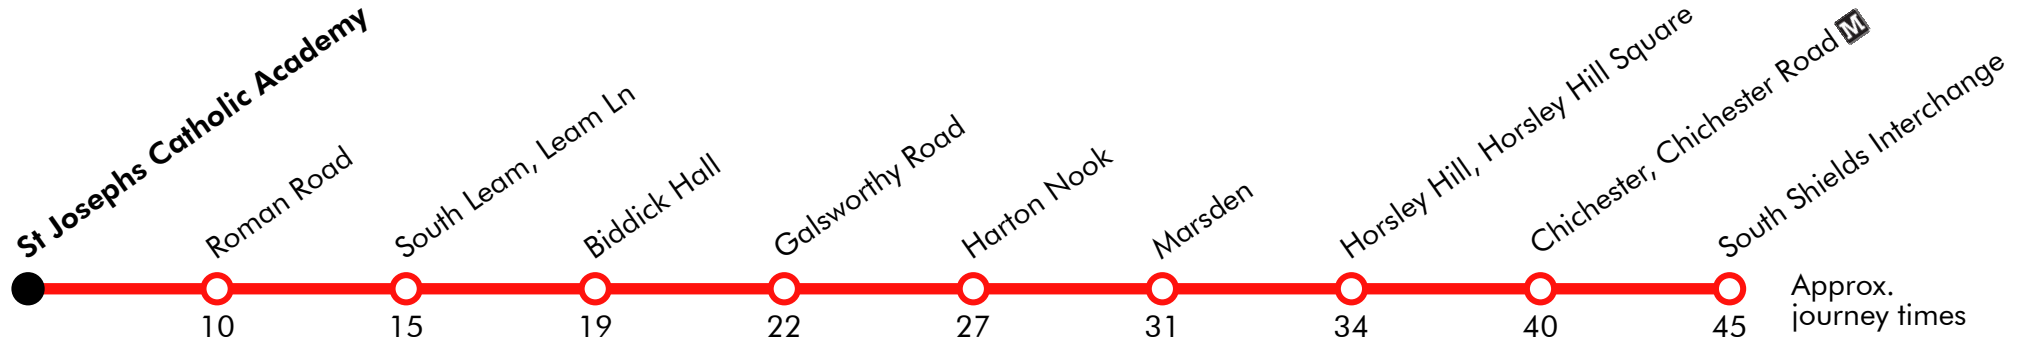 St Josephs Catholic Academy
Roman Road
South Leam, Leam Ln
Biddick Hall
Galsworthy Road
Harton Nook
Marsden
Horsley Hill, Horsley Hill Square
Chichester, Chichester Road M
South Shields Interchange
10
15
19
22
27
31
34
40
45
Approx.
journey times